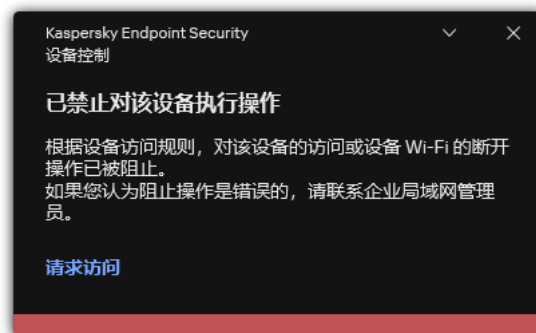 Kaspersky Endpoint Security
设备控制
已禁止对该设备执行操作
根据设备访问规则，对该设备的访问或设备 Wi-Fi 的断开
操作已被阻止。
如果您认为阻止操作是错误的，请联系企业局域网管理
员。
请求访问